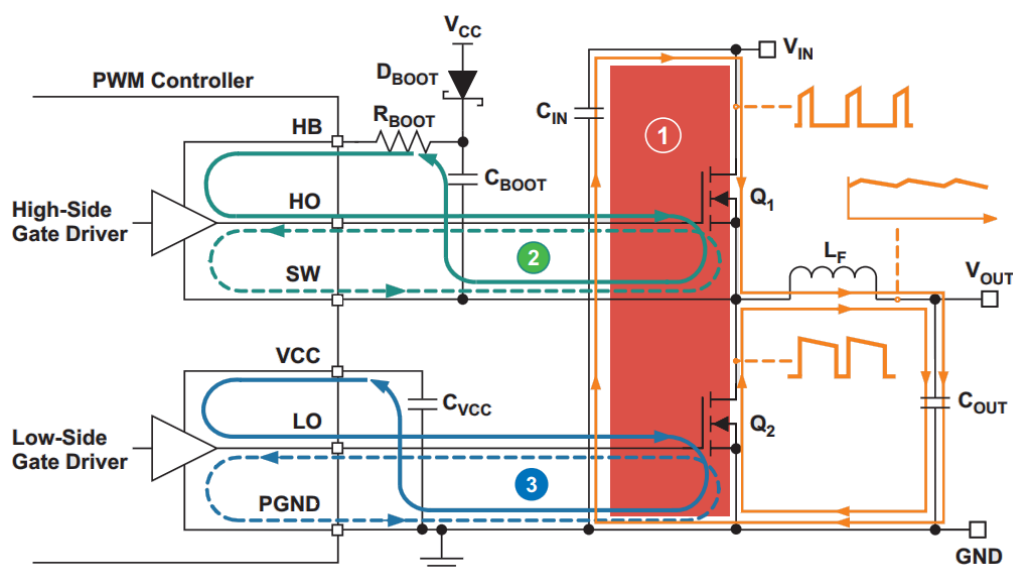 V_CC
PWM Controller
D_BOOT
V_IN
R_BOOT
HB
C_IN
1
C_BOOT
High-Side
Gate Driver
HO
Q_1
2
SW
L_F
V_OUT
VCC
C_VCC
C_OUT
Low-Side
Gate Driver
LO
Q_2
3
PGND
GND